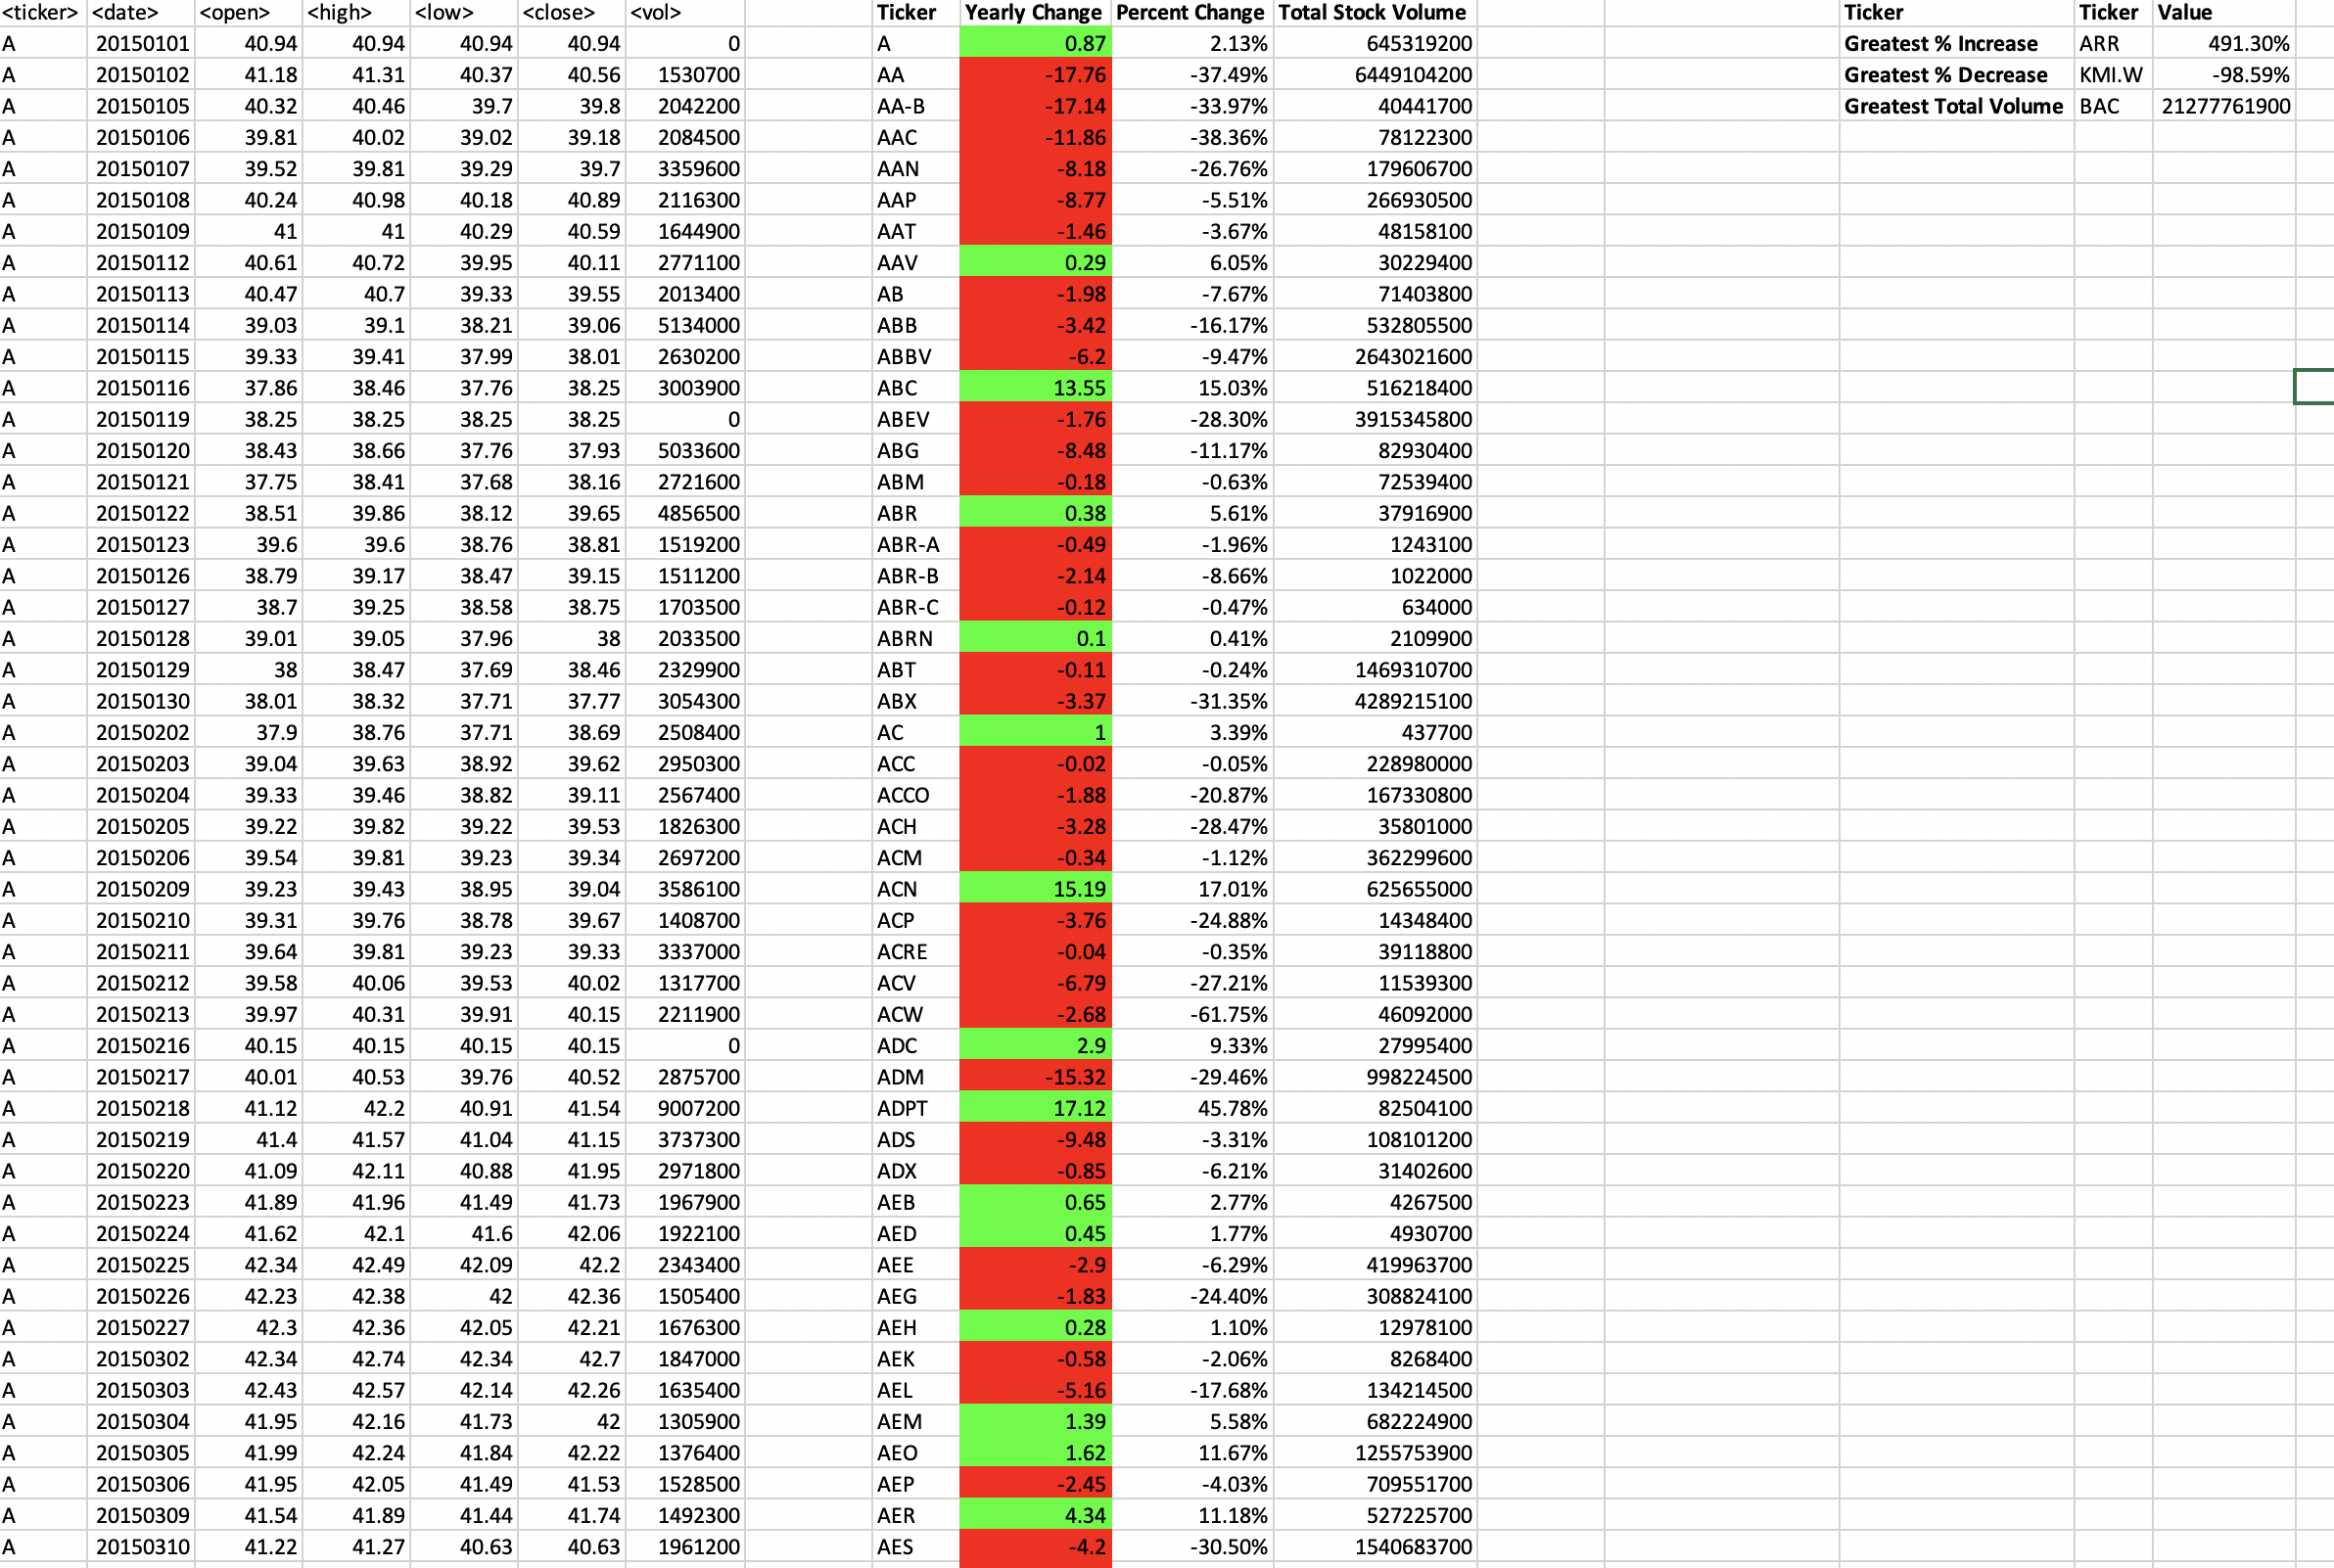 <ticker> <date> <open> <high> <low> <close> <vol> Ticker Yearly Change Percent Change Total Stock Volume Ticker Ticker Value
A 20150101 40.94 40.94 40.94 40.94 0 A 0.87 2.13% 645319200 Greatest % Increase ARR 491.30%
A 20150102 41.18 41.31 40.37 40.56 1530700 AA -17.76 -37.49% 6449104200 Greatest % Decrease KMI.W -98.59%
A 20150105 40.32 40.46 39.7 39.8 2042200 AA-B -17.14 -33.97% 40441700 Greatest Total Volume BAC 21277761900
A 20150106 39.81 40.02 39.02 39.18 2084500 AAC -11.86 -38.36% 78122300
A 20150107 39.52 39.81 39.29 39.7 3359600 AAN -8.18 -26.76% 179606700
A 20150108 40.24 40.98 40.18 40.89 2116300 AAP -8.77 -5.51% 266930500
A 20150109 41 41 40.29 40.59 1644900 AAT -1.46 -3.67% 48158100
A 20150112 40.61 40.72 39.95 40.11 2771100 AAV 0.29 6.05% 30229400
A 20150113 40.47 40.7 39.33 39.55 2013400 AB -1.98 -7.67% 71403800
A 20150114 39.03 39.1 38.21 39.06 5134000 ABB -3.42 -16.17% 532805500
A 20150115 39.33 39.41 37.99 38.01 2630200 ABBV -6.2 -9.47% 2643021600
A 20150116 37.86 38.46 37.76 38.25 3003900 ABC 13.55 15.03% 516218400
A 20150119 38.25 38.25 38.25 38.25 0 ABEV -1.76 -28.30% 3915345800
A 20150120 38.43 38.66 37.76 37.93 5033600 ABG -8.48 -11.17% 82930400
A 20150121 37.75 38.41 37.68 38.16 2721600 ABM -0.18 -0.63% 72539400
A 20150122 38.51 39.86 38.12 39.65 4856500 ABR 0.38 5.61% 37916900
A 20150123 39.6 39.6 38.76 38.81 1519200 ABR-A -0.49 -1.96% 1243100
A 20150126 38.79 39.17 38.47 39.15 1511200 ABR-B -2.14 -8.66% 1022000
A 20150127 38.7 39.25 38.58 38.75 1703500 ABR-C -0.12 -0.47% 634000
A 20150128 39.01 39.05 37.96 38 2033500 ABRN 0.1 0.41% 2109900
A 20150129 38 38.47 37.69 38.46 2329900 ABT -0.11 -0.24% 1469310700
A 20150130 38.01 38.32 37.71 37.77 3054300 ABX -3.37 -31.35% 4289215100
A 20150202 37.9 38.76 37.71 38.69 2508400 AC 1 3.39% 437700
A 20150203 39.04 39.63 38.92 39.62 2950300 ACC -0.02 -0.05% 228980000
A 20150204 39.33 39.46 38.82 39.11 2567400 ACCO -1.88 -20.87% 167330800
A 20150205 39.22 39.82 39.22 39.53 1826300 ACH -3.28 -28.47% 35801000
A 20150206 39.54 39.81 39.23 39.34 2697200 ACM -0.34 -1.12% 362299600
A 20150209 39.23 39.43 38.95 39.04 3586100 ACN 15.19 17.01% 625655000
A 20150210 39.31 39.76 38.78 39.67 1408700 ACP -3.76 -24.88% 14348400
A 20150211 39.64 39.81 39.23 39.33 3337000 ACRE -0.04 -0.35% 39118800
A 20150212 39.58 40.06 39.53 40.02 1317700 ACV -6.79 -27.21% 11539300
A 20150213 39.97 40.31 39.91 40.15 2211900 ACW -2.68 -61.75% 46092000
A 20150216 40.15 40.15 40.15 40.15 0 ADC 2.9 9.33% 27995400
A 20150217 40.01 40.53 39.76 40.52 2875700 ADM -15.32 -29.46% 998224500
A 20150218 41.12 42.2 40.91 41.54 9007200 ADPT 17.12 45.78% 82504100
A 20150219 41.4 41.57 41.04 41.15 3737300 ADS -9.48 -3.31% 108101200
A 20150220 41.09 42.11 40.88 41.95 2971800 ADX -0.85 -6.21% 31402600
A 20150223 41.89 41.96 41.49 41.73 1967900 AEB 0.65 2.77% 4267500
A 20150224 41.62 42.1 41.6 42.06 1922100 AED 0.45 1.77% 4930700
A 20150225 42.34 42.49 42.09 42.2 2343400 AEE -2.9 -6.29% 419963700
A 20150226 42.23 42.38 42 42.36 1505400 AEG -1.83 -24.40% 308824100
A 20150227 42.3 42.36 42.05 42.21 1676300 AEH 0.28 1.10% 12978100
A 20150302 42.34 42.74 42.34 42.7 1847000 AEK -0.58 -2.06% 8268400
A 20150303 42.43 42.57 42.14 42.26 1635400 AEL -5.16 -17.68% 134214500
A 20150304 41.95 42.16 41.73 42 1305900 AEM 1.39 5.58% 682224900
A 20150305 41.99 42.24 41.84 42.22 1376400 AEO 1.62 11.67% 1255753900
A 20150306 41.95 42.05 41.49 41.53 1528500 AEP -2.45 -4.03% 709551700
A 20150309 41.54 41.89 41.44 41.74 1492300 AER 4.34 11.18% 527225700
A 20150310 41.22 41.27 40.63 40.63 1961200 AES -4.2 -30.50% 1540683700